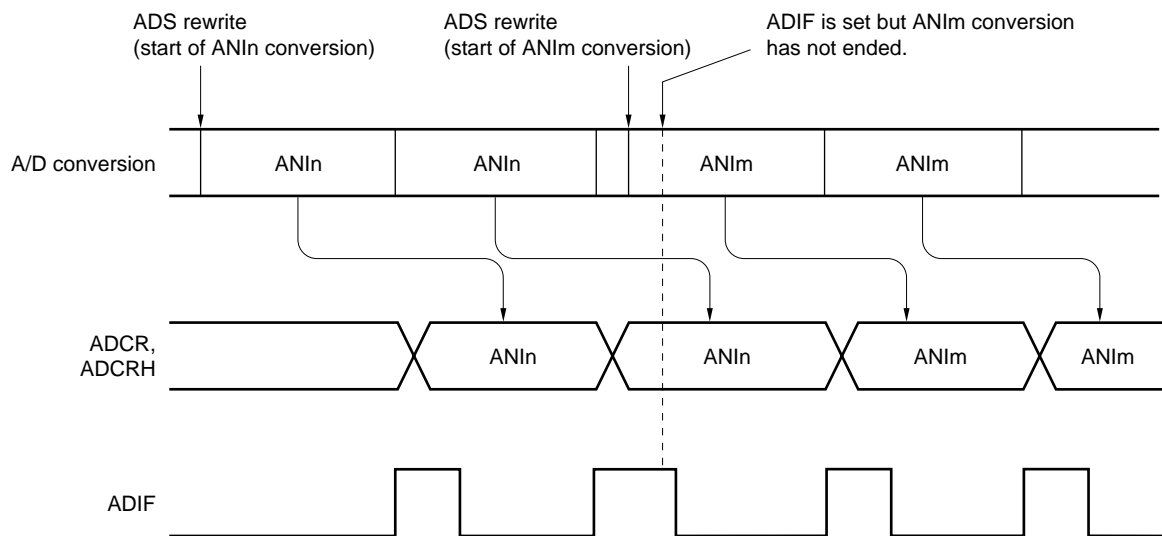 ADS rewrite
(start of ANIn conversion)
ADS rewrite
(start of ANIm conversion)
ADIF is set but ANIm conversion
has not ended.
A/D conversion
ANIn
ANIn
ANIm
ANIm
ADCR,
ADCRH
ANIn
ANIn
ANIm
ANIm
ADIF